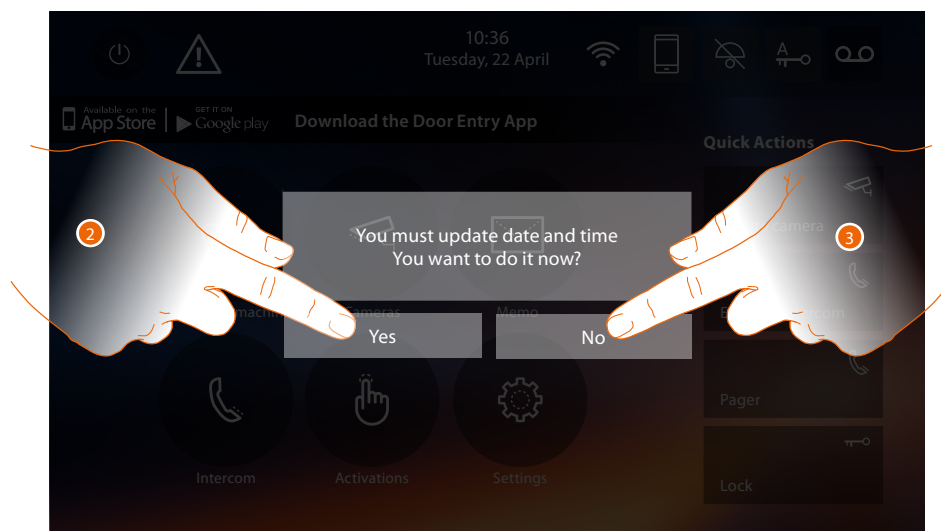 10:36
Tuesday, 22 April
A
Available on the
App Store
GET IT ON
Google play
Download the Door Entry App
Quick Actions
2
3
camera
You must update date and time
You want to do it now?
Cameras
Memo
Yes
No
Pager
Intercom
Activations
Settings
Lock